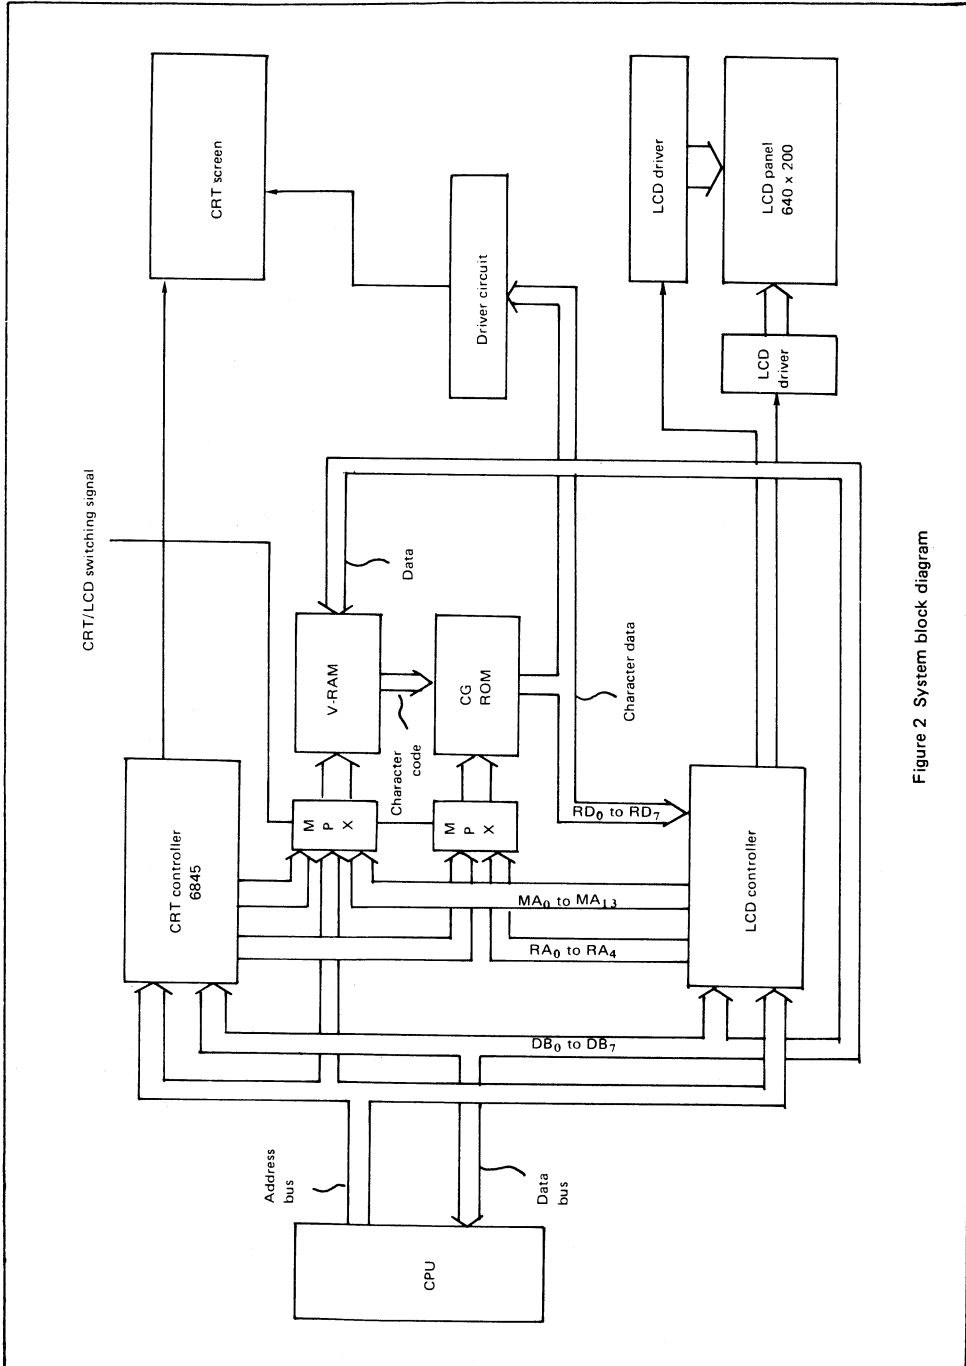 CRT/LCD switching signal
CRT controller
6845
CRT screen
Address
bus
M
P
X
V-RAM
Data
Character
code
CPU
M
P
X
CG
ROM
Driver circuit
Data
bus
MA0 to MA13
RA0 to RA4
DB0 to DB7
RD0 to RD7
Character data
LCD controller
LCD driver
LCD
driver
LCD panel
640 x 200
Figure 2 System block diagram